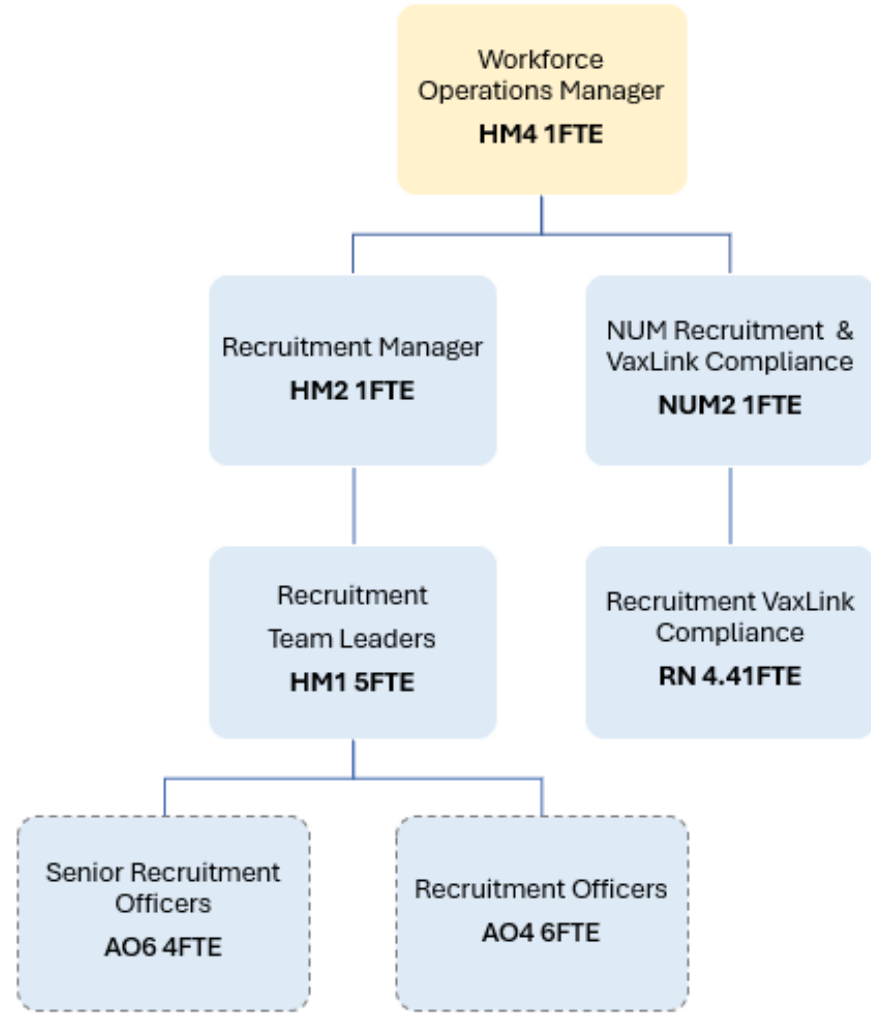 Workforce
Operations Manager
HM4 1FTE
Recruitment Manager
HM2 1FTE
NUM Recruitment &
VaxLink Compliance
NUM2 1FTE
Recruitment
Team Leaders
HM1 5FTE
Recruitment VaxLink
Compliance
RN 4.41FTE
Senior Recruitment
Officers
AO6 4FTE
Recruitment Officers
AO4 6FTE